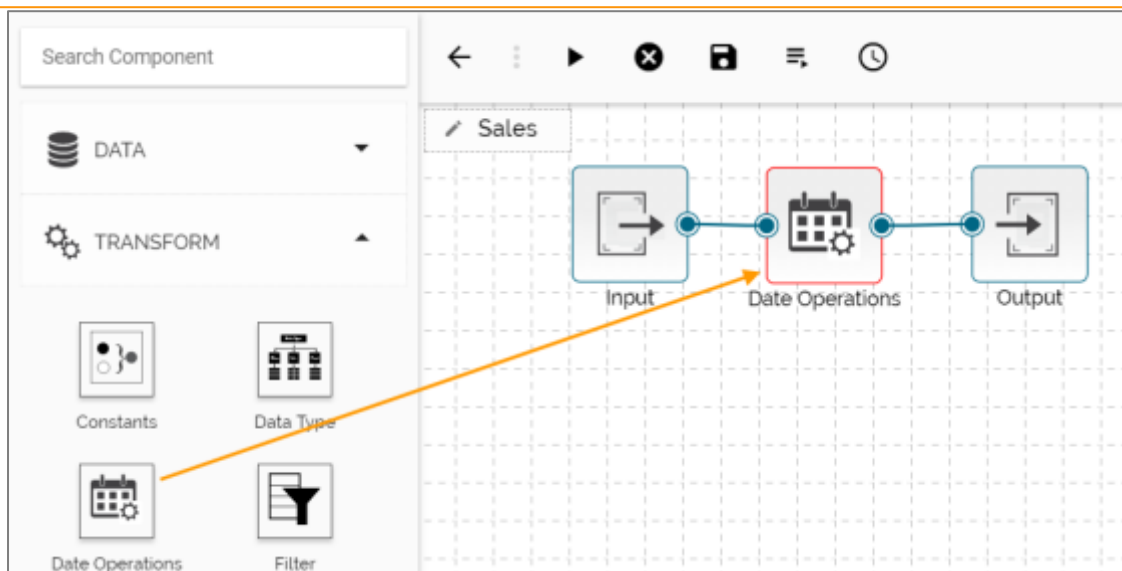 Search Component
DATA
TRANSFORM
Constants
Data Type
Date Operations
Filter
Sales
Input
Date Operations
Output